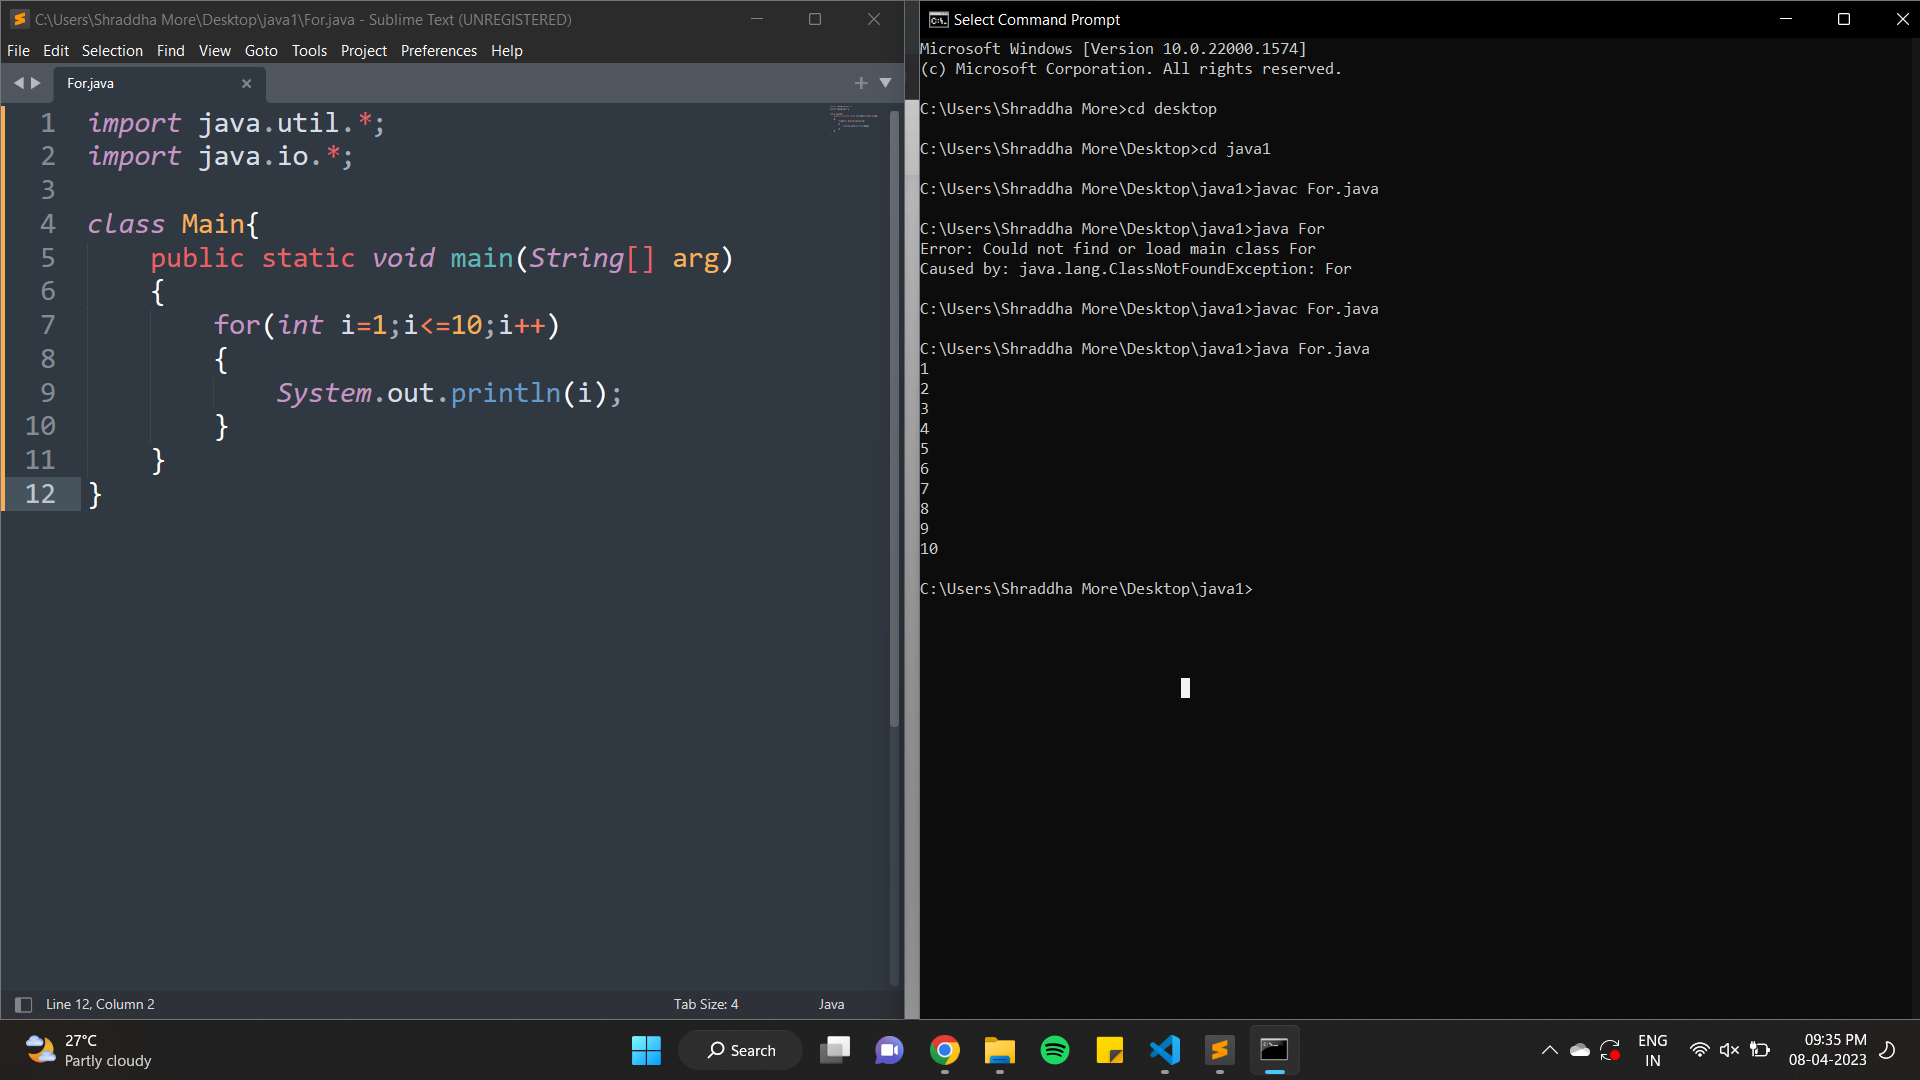 C:\Users\Shraddha More\Desktop\java1\For.java - Sublime Text (UNREGISTERED)
File Edit Selection Find View Goto Tools Project Preferences Help
For.java
1 import java.util.*;
2 import java.io.*;
3
4 class Main{
5 public static void main(String[] arg)
6 {
7 for(int i=1;i<=10;i++)
8 {
9 System.out.println(i);
10 }
11 }
12 }
Line 12, Column 2
Tab Size: 4
Java
Select Command Prompt
Microsoft Windows [Version 10.0.22000.1574]
(c) Microsoft Corporation. All rights reserved.
C:\Users\Shraddha More>cd desktop
C:\Users\Shraddha More\Desktop>cd java1
C:\Users\Shraddha More\Desktop\java1>javac For.java
C:\Users\Shraddha More\Desktop\java1>java For
Error: Could not find or load main class For
Caused by: java.lang.ClassNotFoundException: For
C:\Users\Shraddha More\Desktop\java1>javac For.java
C:\Users\Shraddha More\Desktop\java1>java For.java
1
2
3
4
5
6
7
8
9
10
C:\Users\Shraddha More\Desktop\java1>
27°C
Partly cloudy
Search
ENG
IN
09:35 PM
08-04-2023